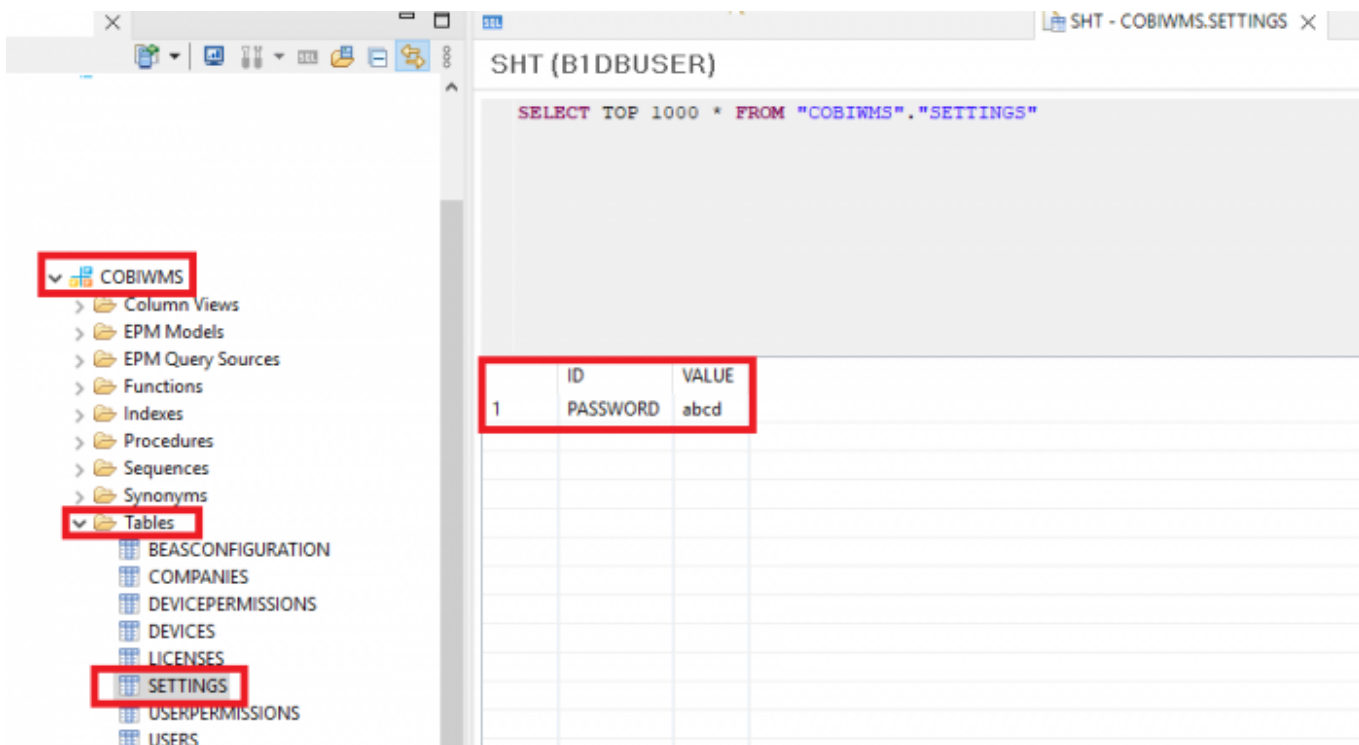 SHT - COBIWMS.SETTINGS
SHT (B1DBUSER)
SELECT TOP 1000 * FROM "COBIWMS"."SETTINGS"
COBIWMS
Column Views
EPM Models
EPM Query Sources
Functions
Indexes
Procedures
Sequences
Synonyms
Tables
BEASCONFIGURATION
COMPANIES
DEVICEPERMISSIONS
DEVICES
LICENSES
SETTINGS
USERPERMISSIONS
USERS
ID VALUE
1 PASSWORD abcd